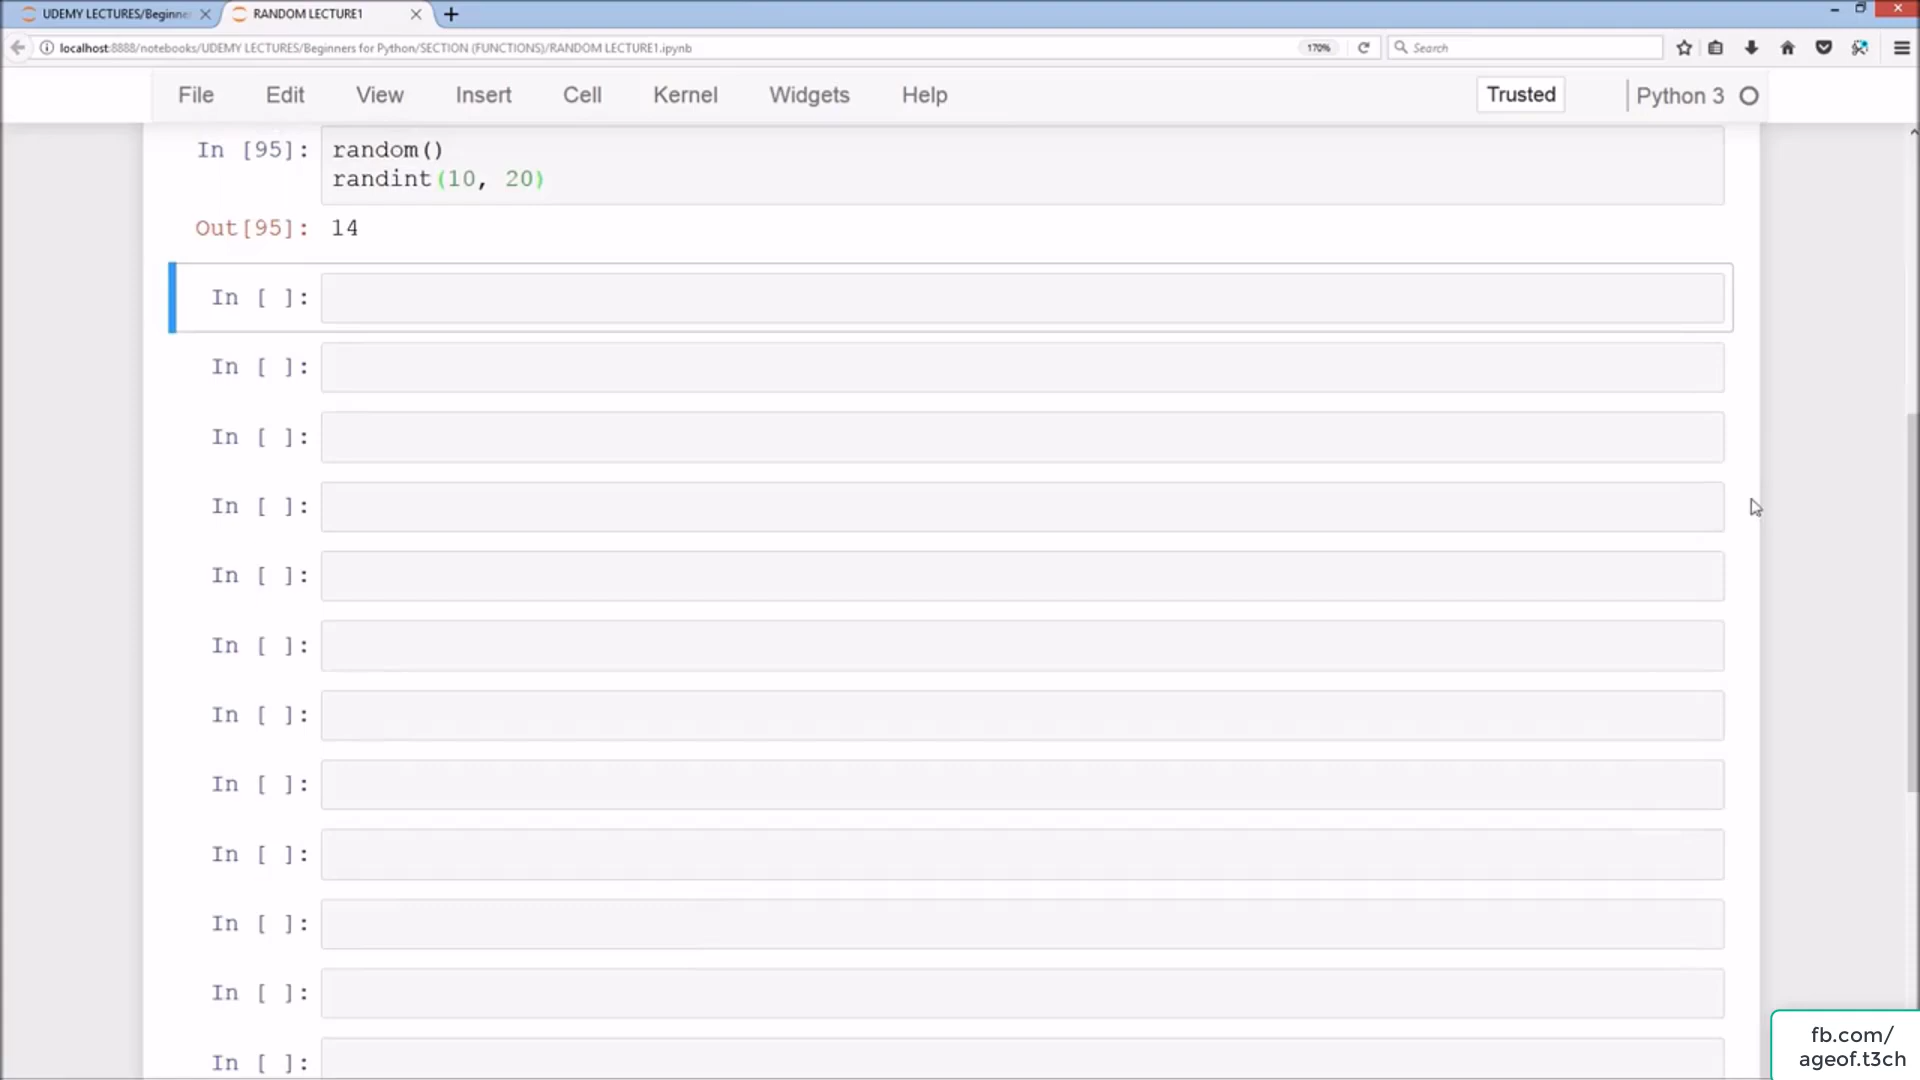 UDEMY LECTURES/Beginne
RANDOM LECTURE1
localhost:8888/notebooks/UDEMY LECTURES/Beginners for Python/SECTION (FUNCTIONS)/RANDOM LECTURE1.ipynb
170%
Search
File Edit View Insert Cell Kernel Widgets Help
Trusted
Python 3
In [95]: random()
randint(10, 20)
Out[95]: 14
In [ ]:
In [ ]:
In [ ]:
In [ ]:
In [ ]:
In [ ]:
In [ ]:
In [ ]:
In [ ]:
In [ ]:
In [ ]:
In [ ]:
fb.com/
ageof.t3ch